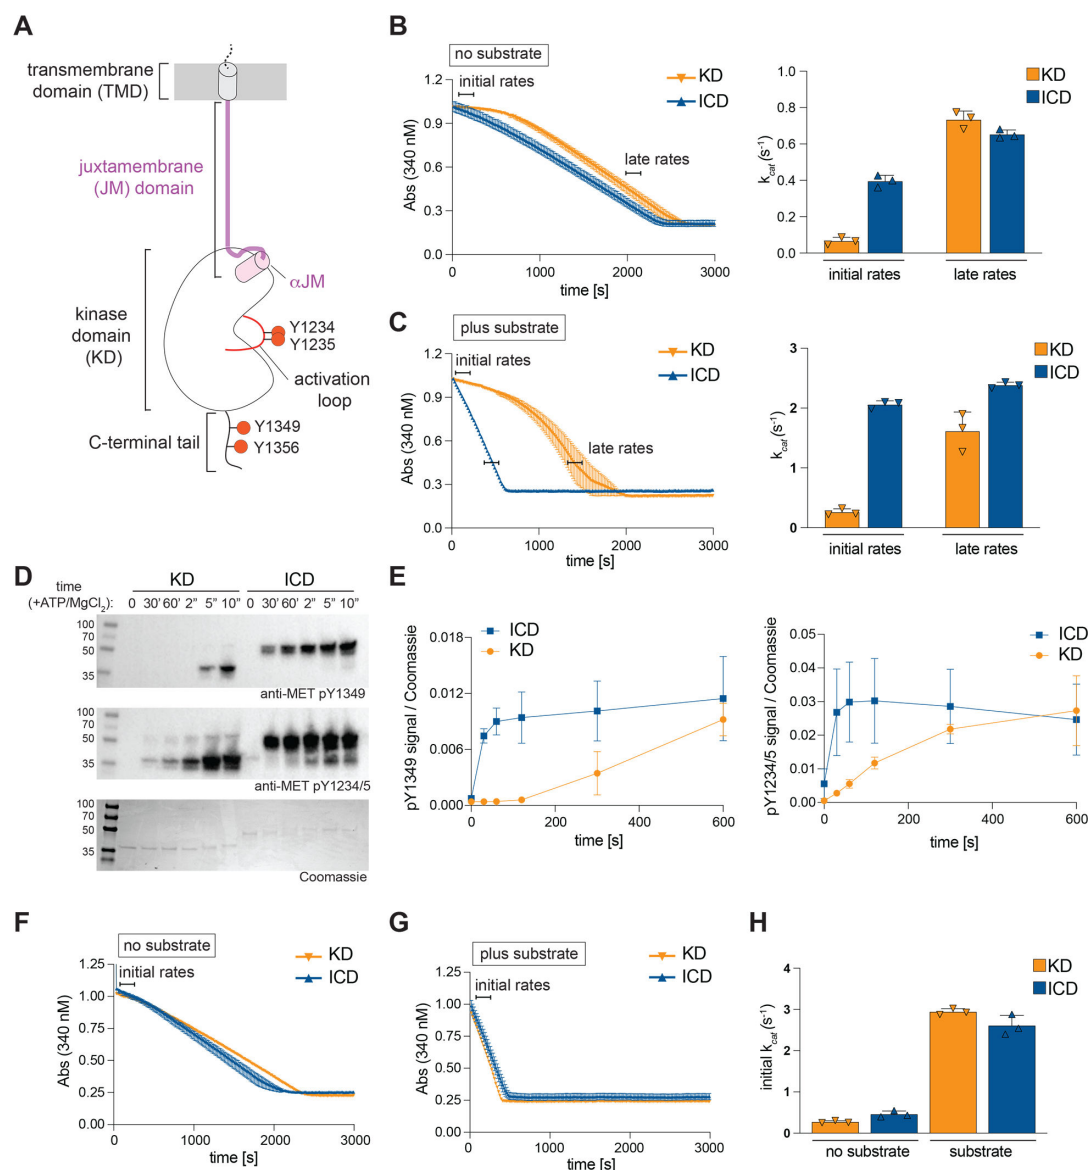 A
transmembrane
domain (TMD)
juxtamembrane
(JM) domain
αJM
kinase
domain
(KD)
Y1234
Y1235
activation
loop
C-terminal tail
Y1349
Y1356
B
no substrate
initial rates
KD
ICD
late rates
Abs (340 nM)
1.2
0.9
0.6
0.3
0.0
0
1000
2000
3000
time [s]
KD
ICD
kcat (s-1)
1.0
0.8
0.6
0.4
0.2
0.0
initial rates
late rates
C
plus substrate
initial rates
KD
ICD
late rates
Abs (340 nM)
1.2
0.9
0.6
0.3
0.0
0
1000
2000
3000
time [s]
KD
ICD
kcat (s-1)
3
2
1
0
initial rates
late rates
D
time
(+ATP/MgCl2):
KD
ICD
0 30' 60' 2" 5" 10" 0 30' 60' 2" 5" 10"
100
70
50
35
anti-MET pY1349
100
70
50
35
anti-MET pY1234/5
100
70
50
35
Coomassie
E
ICD
KD
pY1349 signal / Coomassie
0.018
0.012
0.006
0.000
0
200
400
600
time [s]
ICD
KD
pY1234/5 signal / Coomassie
0.05
0.04
0.03
0.02
0.01
0.00
0
200
400
600
time [s]
F
no substrate
initial rates
KD
ICD
Abs (340 nM)
1.25
1.00
0.75
0.50
0.25
0
0
1000
2000
3000
time [s]
G
plus substrate
initial rates
KD
ICD
Abs (340 nM)
1.25
1.00
0.75
0.50
0.25
0
0
1000
2000
3000
time [s]
H
KD
ICD
initial kcat (s-1)
4
3
2
1
0
no substrate
substrate